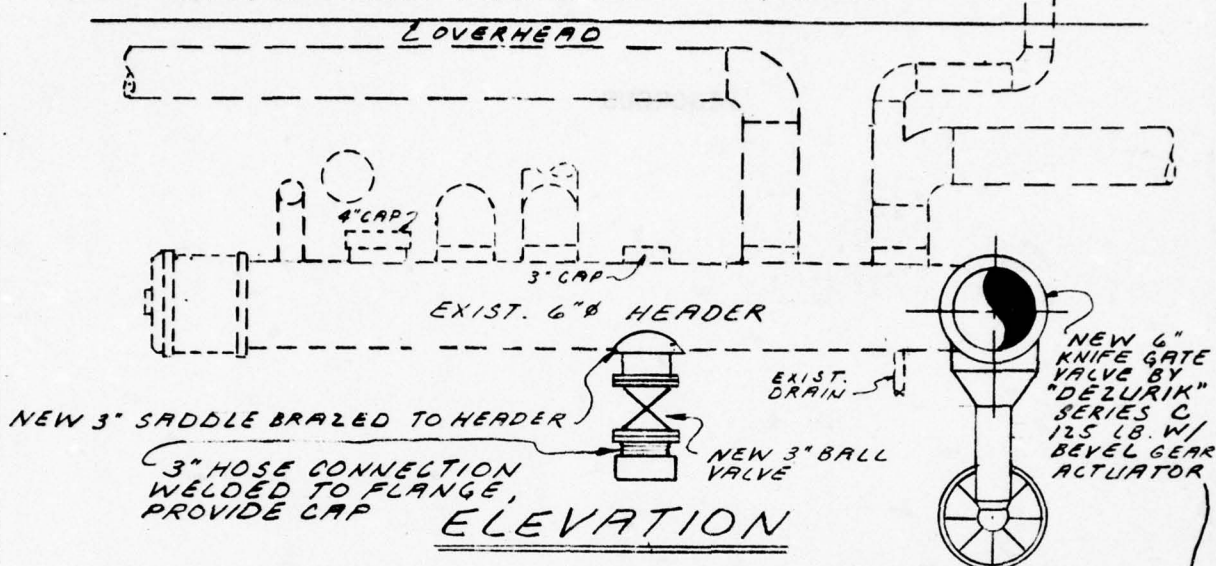 ℄ OVERHEAD
4" CAP
3" CAP
EXIST. 6"Ø HEADER
EXIST.
DRAIN
NEW 6"
KNIFE GATE
VALVE BY
"DEZURIK"
SERIES C
125 LB. W/
BEVEL GEAR
ACTUATOR
NEW 3" SADDLE BRAZED TO HEADER
NEW 3" BALL
VALVE
3" HOSE CONNECTION
WELDED TO FLANGE,
PROVIDE CAP
ELEVATION